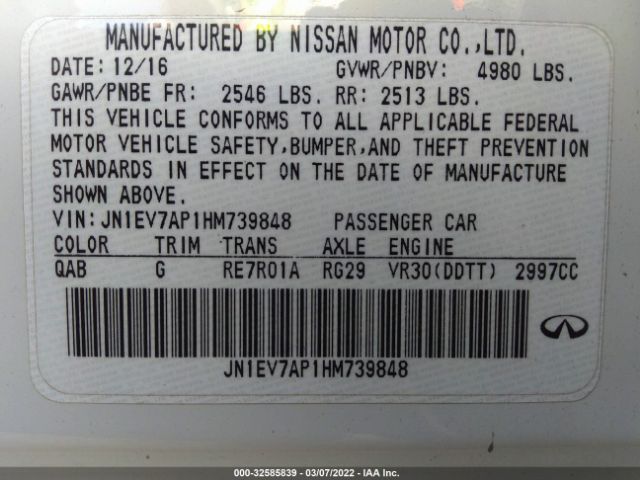 MANUFACTURED BY NISSAN MOTOR CO.,LTD.
DATE: 12/16 GVWR/PNBV: 4980 LBS.
GAWR/PNBE FR: 2546 LBS. RR: 2513 LBS.
THIS VEHICLE CONFORMS TO ALL APPLICABLE FEDERAL
MOTOR VEHICLE SAFETY,BUMPER,AND THEFT PREVENTION
STANDARDS IN EFFECT ON THE DATE OF MANUFACTURE
SHOWN ABOVE.
VIN: JN1EV7AP1HM739848 PASSENGER CAR
COLOR TRIM TRANS AXLE ENGINE
QAB G RE7R01A RG29 VR30(DDTT) 2997CC
JN1EV7AP1HM739848
000-32585839 - 03/07/2022 - IAA Inc.